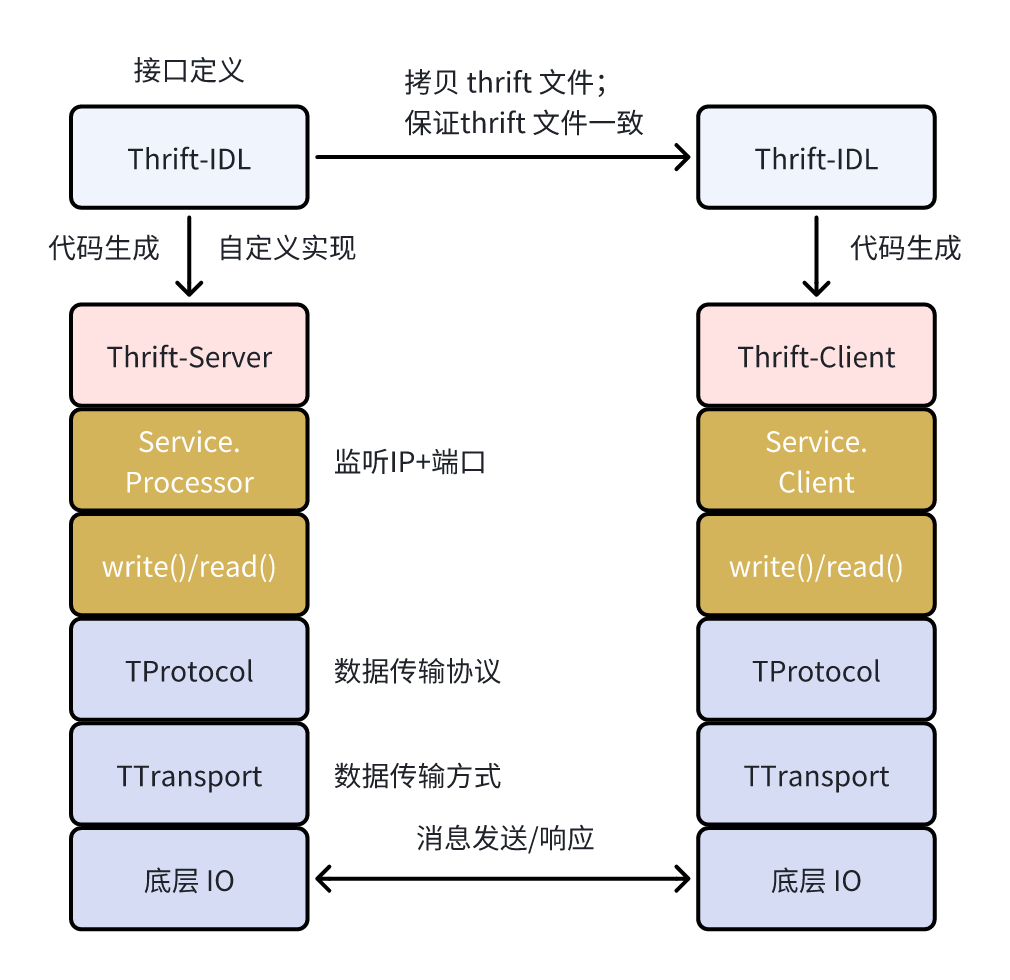 接口定义
拷贝 thrift 文件；
保证thrift 文件一致
Thrift-IDL
Thrift-IDL
代码生成
自定义实现
代码生成
Thrift-Server
Thrift-Client
Service.
Processor
监听IP+端口
Service.
Client
write()/read()
write()/read()
TProtocol
数据传输协议
TProtocol
TTransport
数据传输方式
TTransport
消息发送/响应
底层 IO
底层 IO